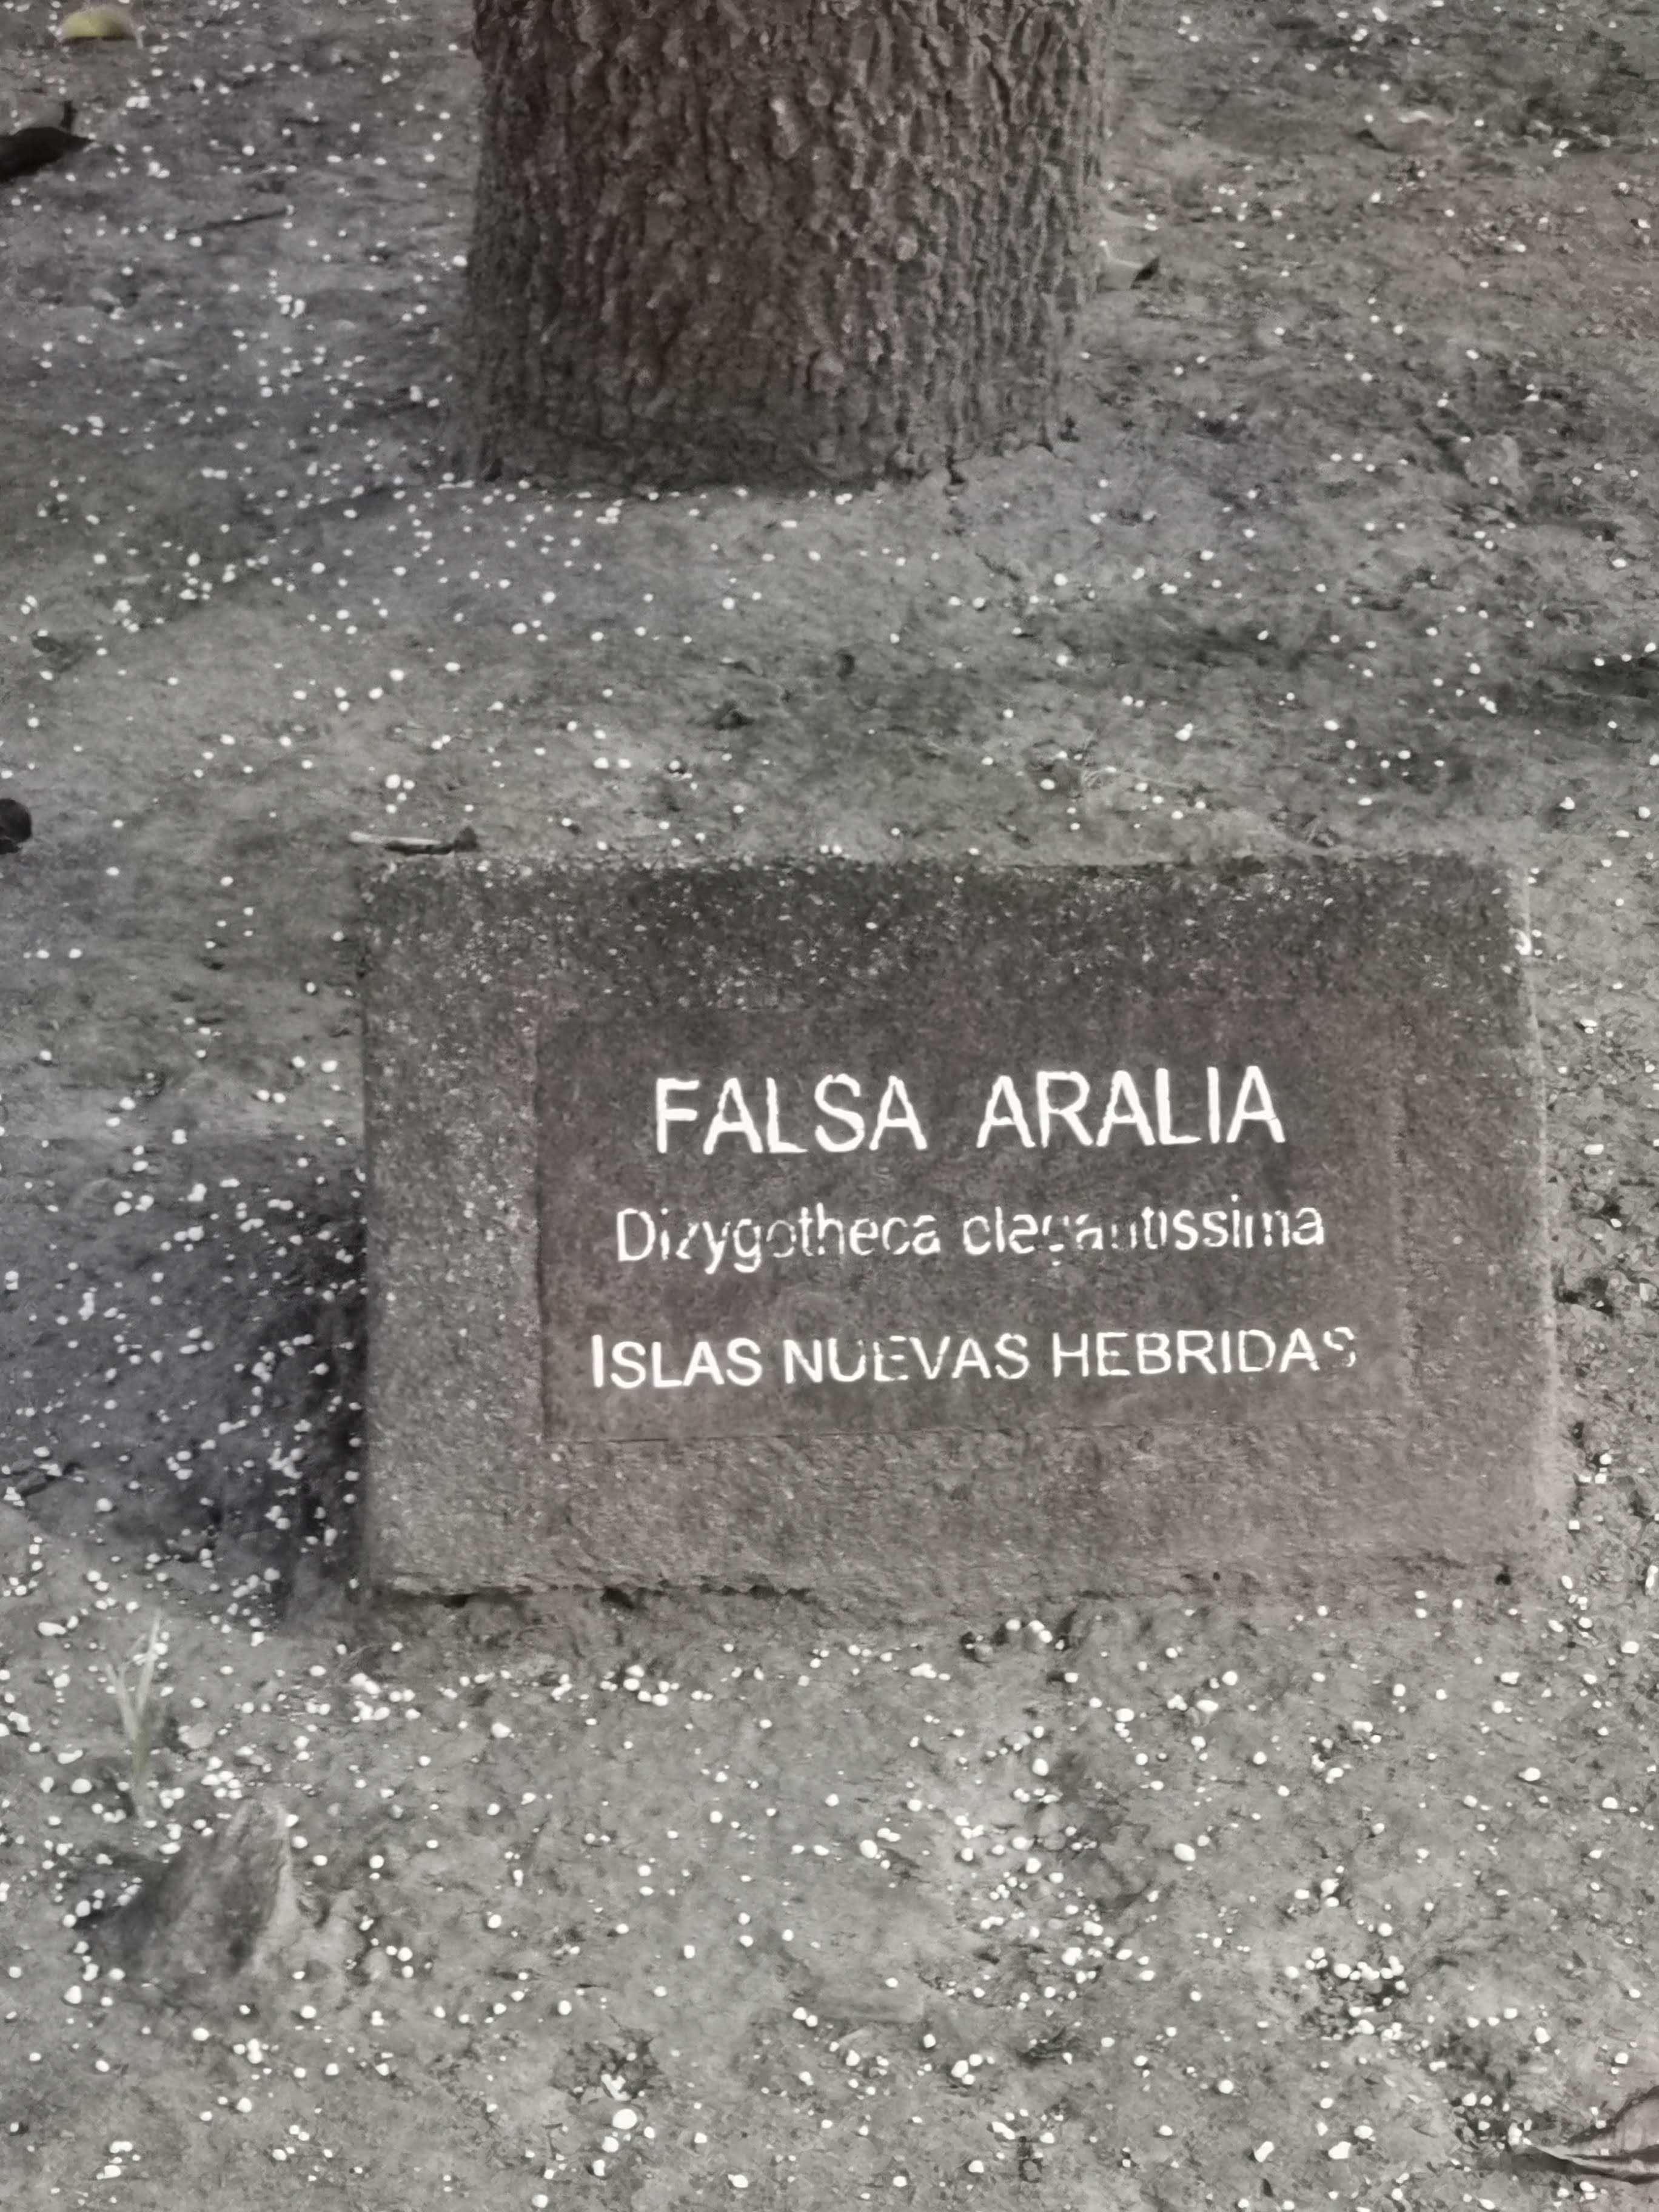 FALSA ARALIA
Dizygotheca elegantissima
ISLAS NUEVAS HEBRIDAS